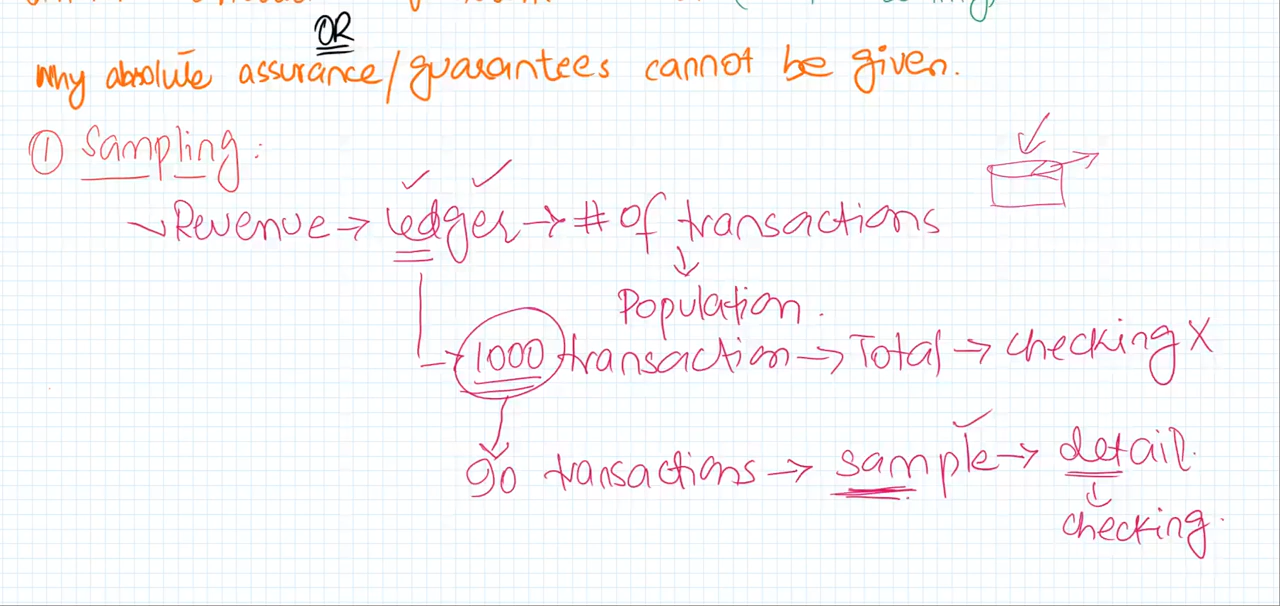 OR
Why absolute assurance/guarantees cannot be given.
① Sampling:
Revenue → ledger → # of transactions
Population.
1000 transaction → Total → checking X
90 transactions → sample → detail.
checking.